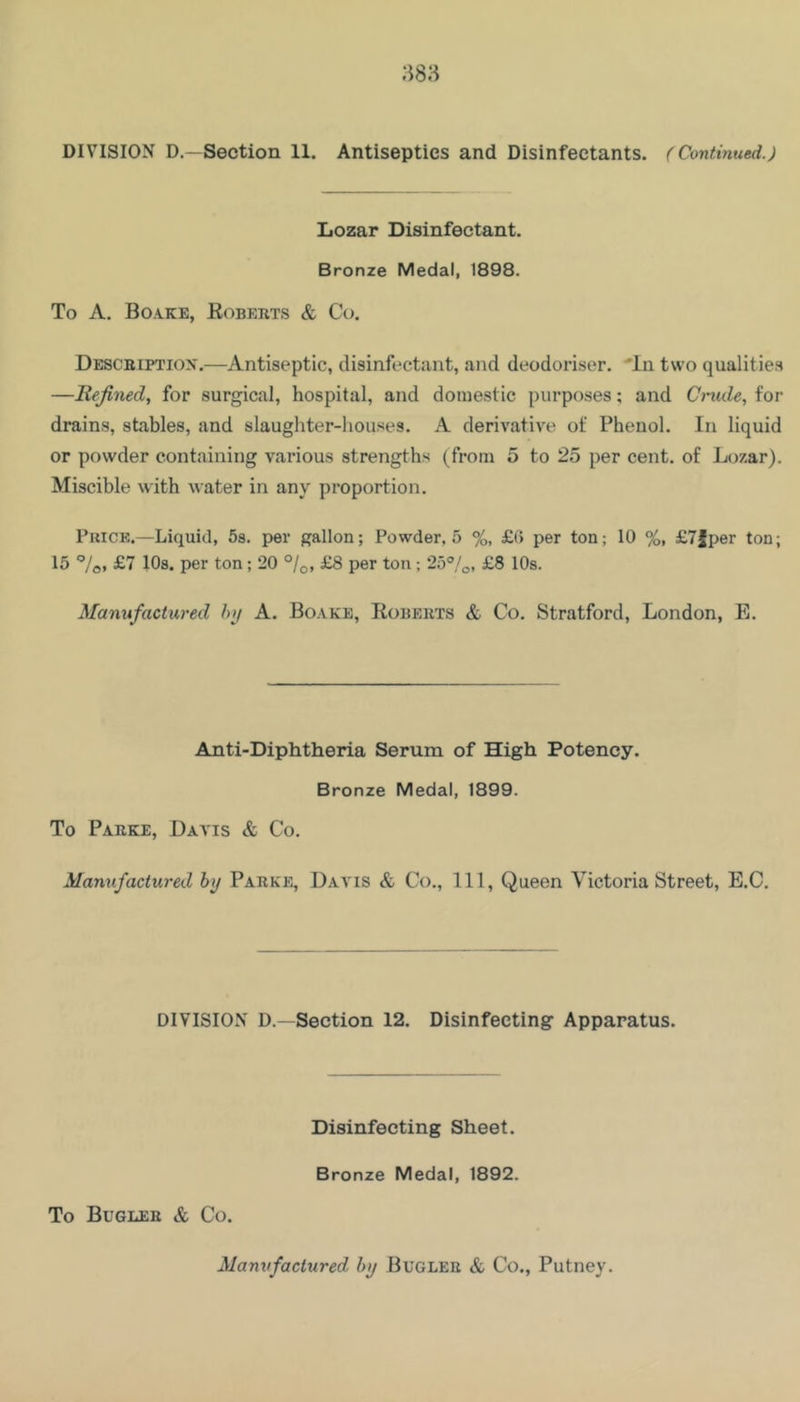 383
DIVISION D.—Section 11. Antiseptics and Disinfectants. (Continued.)
Lozar Disinfectant.
Bronze Medal, 1898.
To A. Boake, Roberts & Co.
Description.—Antiseptic, disinfectant, and deodoriser. In two qualities
—Refined, for surgical, hospital, and domestic purposes; and Crude, for
drains, stables, and slaughter-houses. A derivative of Phenol. In liquid
or powder containing various strengths (from 5 to 25 per cent. of Lozar).
Miscible with water in any proportion.
Price.—Liquid, 5s. per gallon; Powder, 5 %, £6 per ton; 10 %, per ton;
15 %, £7 10s. per ton; 20 %, £8 per ton; 25%, £8 10s.
Manufactured by A. Boake, Roberts & Co. Stratford, London, E.
Anti-Diphtheria Serum of High Potency.
Bronze Medal, 1899.
To Parke, Davis & Co.
Manufactured by Parke, Davis & Co., 111, Queen Victoria Street, E.C.
DIVISION D.—Section 12. Disinfecting Apparatus.
Disinfecting Sheet.
Bronze Medal, 1892.
To Bugler & Co.
Manufactured by Bugler & Co., Putney.